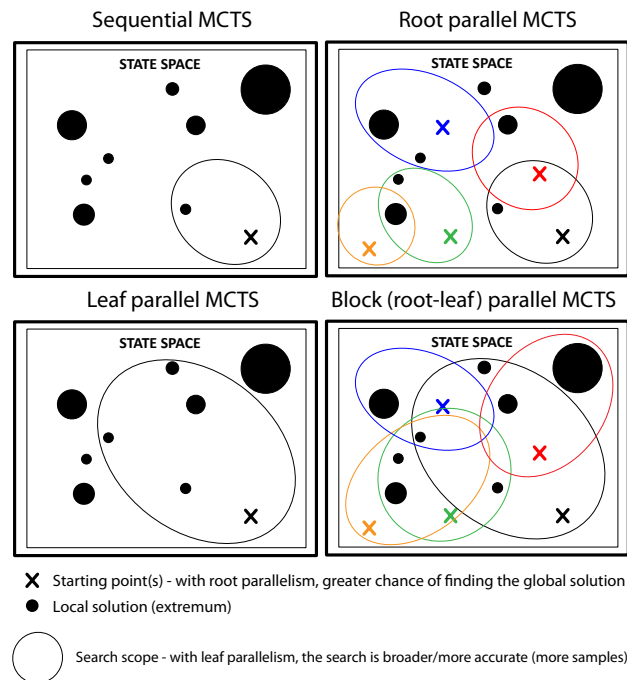 Sequential MCTS
Root parallel MCTS
STATE SPACE
STATE SPACE
Leaf parallel MCTS
Block (root-leaf) parallel MCTS
STATE SPACE
STATE SPACE
Starting point(s) - with root parallelism, greater chance of finding the global solution
Local solution (extremum)
Search scope - with leaf parallelism, the search is broader/more accurate (more samples)